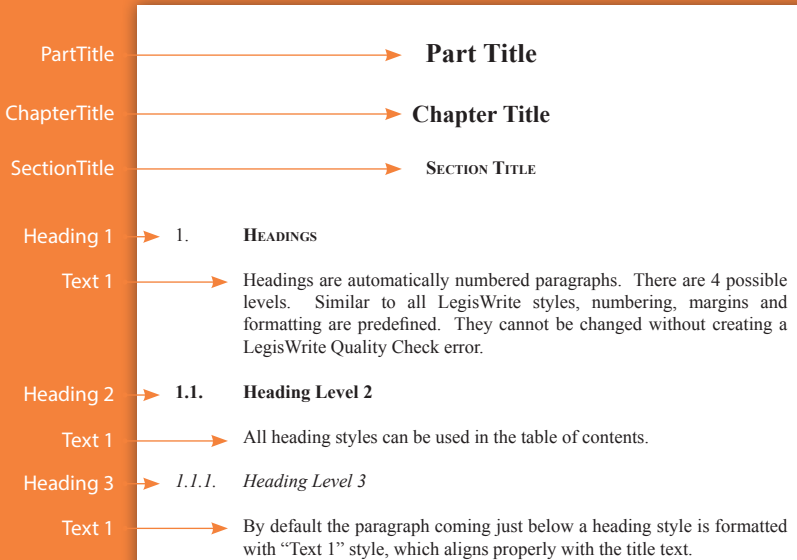 PartTitle Part Title
ChapterTitle Chapter Title
SectionTitle Section Title
Heading 1 1. Headings
Text 1 Headings are automatically numbered paragraphs. There are 4 possible
levels. Similar to all LegisWrite styles, numbering, margins and
formatting are predefined. They cannot be changed without creating a
LegisWrite Quality Check error.
Heading 2 1.1. Heading Level 2
Text 1 All heading styles can be used in the table of contents.
Heading 3 1.1.1. Heading Level 3
Text 1 By default the paragraph coming just below a heading style is formatted
with “Text 1” style, which aligns properly with the title text.